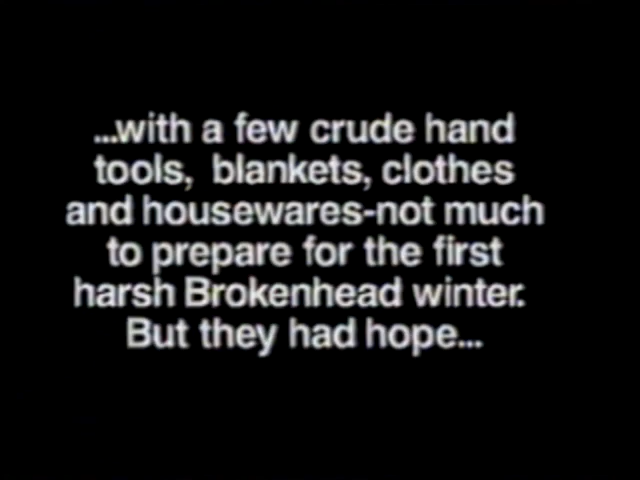 ...with a few crude hand
tools,  blankets, clothes
and housewares-not much
to prepare for the first
harsh Brokenhead winter.
But they had hope...